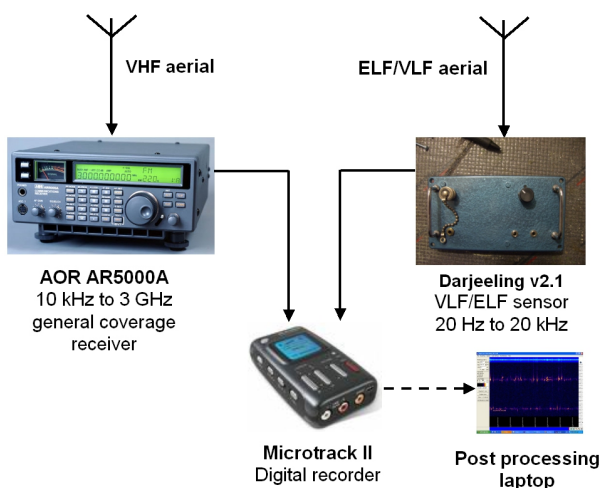 VHF aerial
ELF/VLF aerial
AOR AR5000A
10 kHz to 3 GHz
general coverage
receiver
Darjeeling v2.1
VLF/ELF sensor
20 Hz to 20 kHz
Microtrack II
Digital recorder
Post processing
laptop